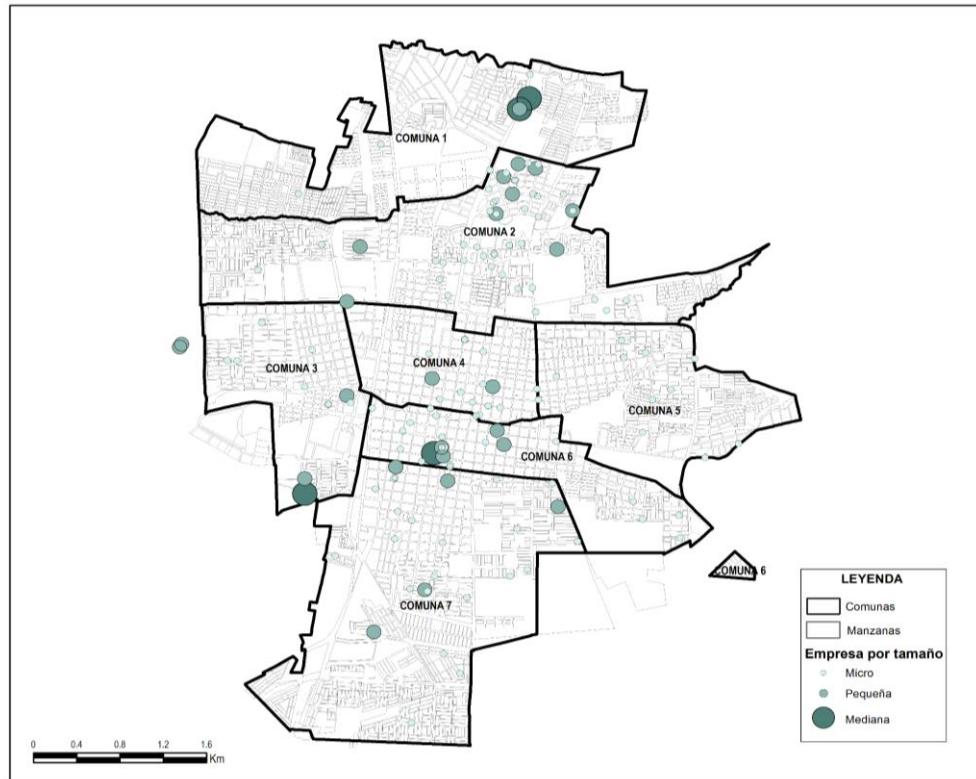 COMUNA 1
COMUNA 2
COMUNA 3
COMUNA 4
COMUNA 5
COMUNA 6
COMUNA 6
COMUNA 7
LEYENDA
Comunas
Manzanas
Empresa por tamaño
Micro
Pequeña
Mediana
0 0.4 0.8 1.2 1.6
Km